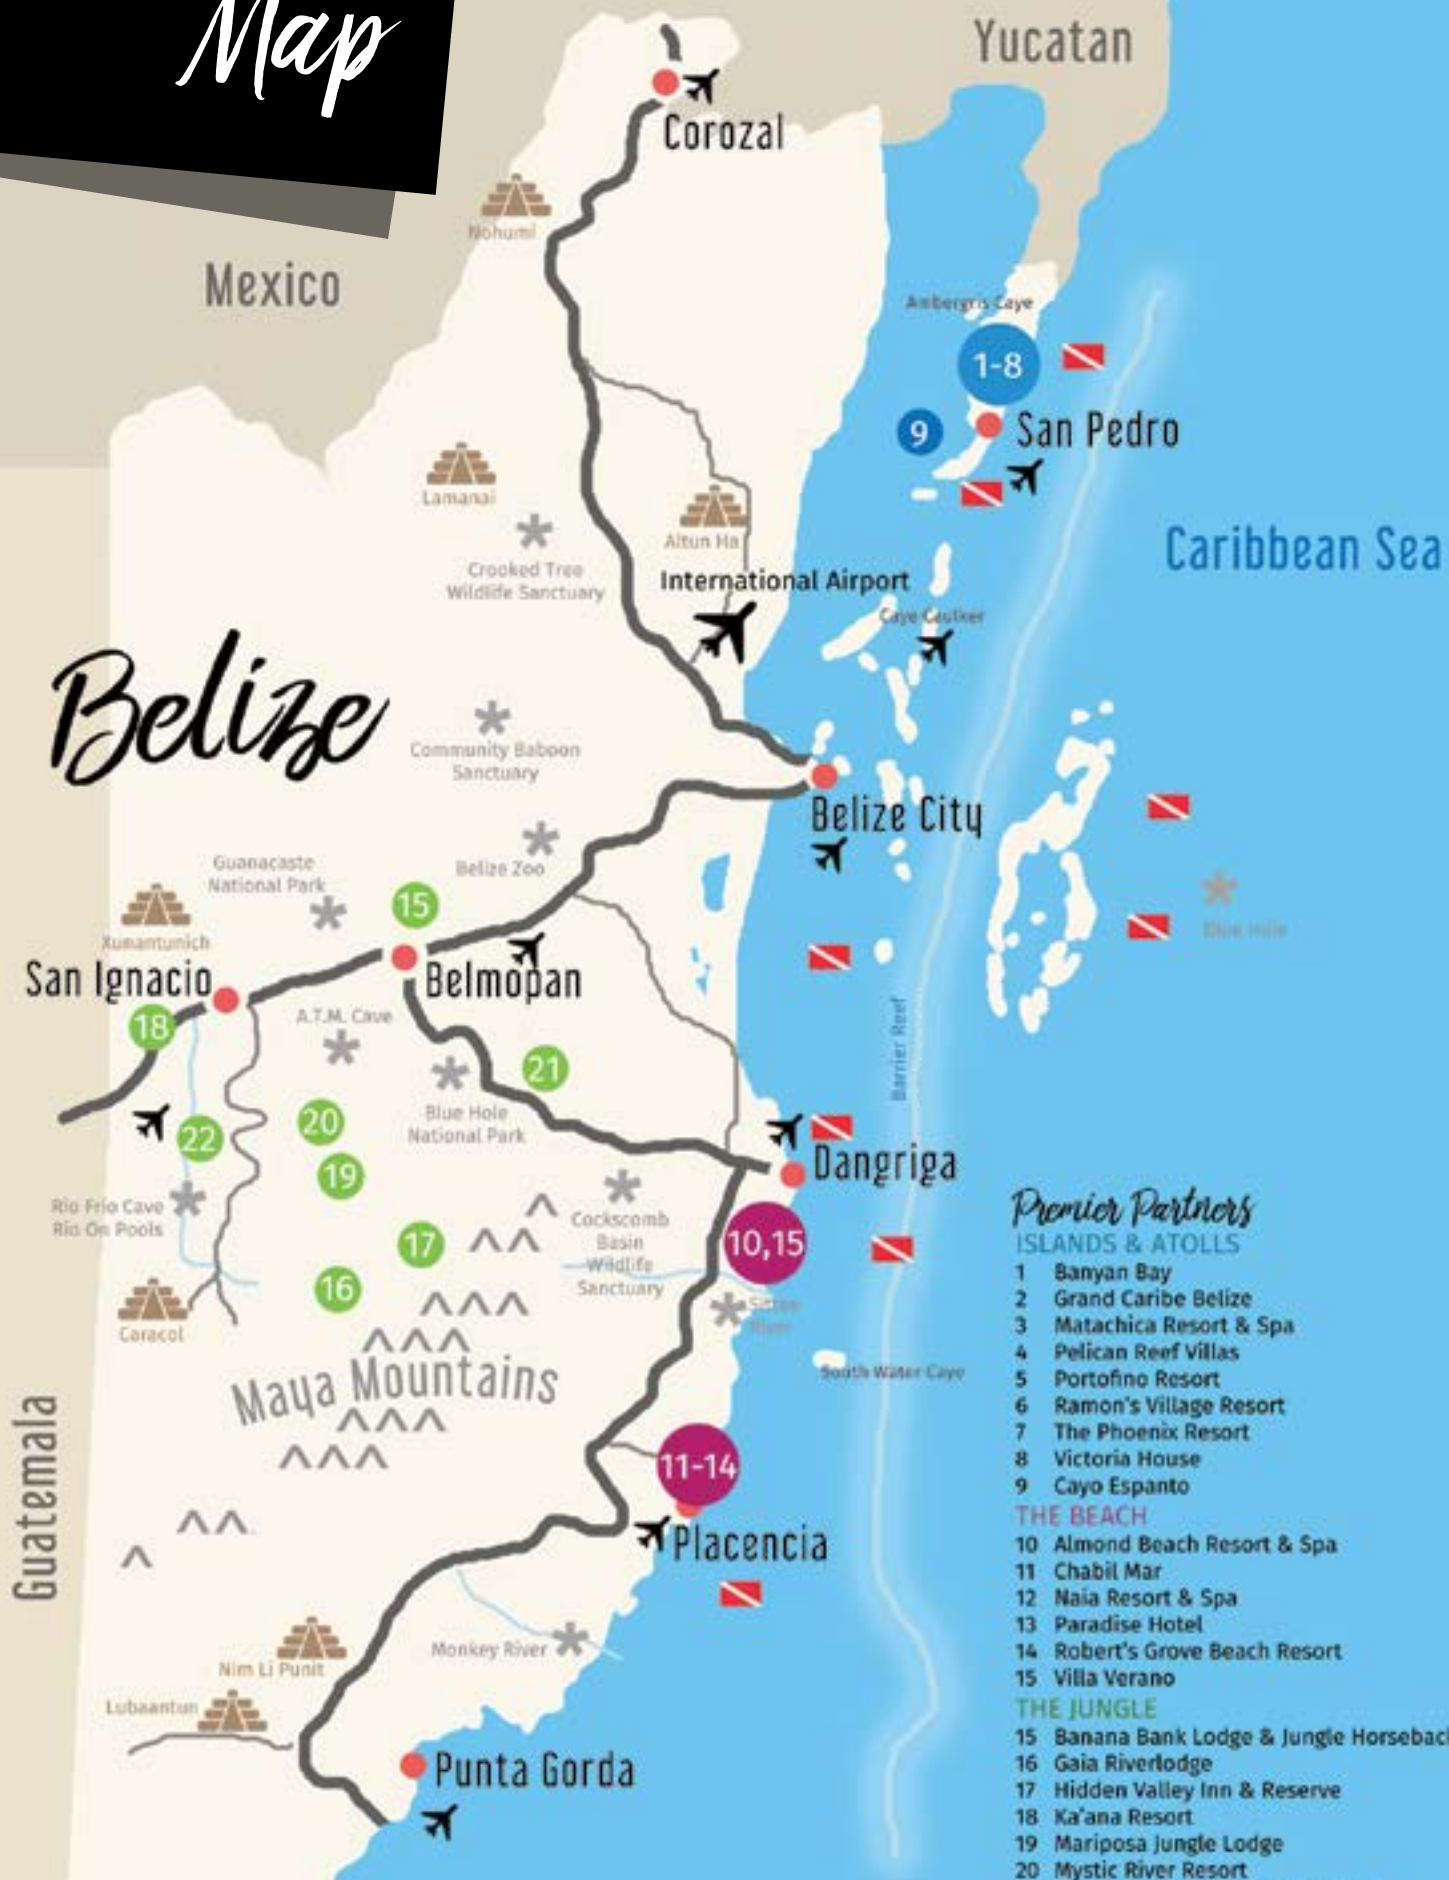 Map
Yucatan
Corozal
Nohuml
Mexico
Ambergris Caye
1-8
9
San Pedro
Lamanai
Altun Ha
Caribbean Sea
Crooked Tree
Wildlife Sanctuary
International Airport
Caye Caulker
Belize
Community Baboon
Sanctuary
Belize City
Guanacaste
National Park
Belize Zoo
15
Blue Hole
Xunantunich
San Ignacio
Belmopan
18
A.T.M. Cave
Barrier Reef
21
20
Blue Hole
National Park
22
19
Dangriga
Rio Frio Cave
Rio On Pools
Cockscomb
Basin
Wildlife
Sanctuary
17
10,15
16
Sittee
River
Caracol
South Water Caye
Maya Mountains
Guatemala
11-14
Placencia
Monkey River
Nim Li Punit
Lubaantun
Punta Gorda
Premier Partners
ISLANDS & ATOLLS
1 Banyan Bay
2 Grand Caribe Belize
3 Matachica Resort & Spa
4 Pelican Reef Villas
5 Portofino Resort
6 Ramon's Village Resort
7 The Phoenix Resort
8 Victoria House
9 Cayo Espanto
THE BEACH
10 Almond Beach Resort & Spa
11 Chabil Mar
12 Naia Resort & Spa
13 Paradise Hotel
14 Robert's Grove Beach Resort
15 Villa Verano
THE JUNGLE
15 Banana Bank Lodge & Jungle Horseback
16 Gaia Riverlodge
17 Hidden Valley Inn & Reserve
18 Ka'ana Resort
19 Mariposa Jungle Lodge
20 Mystic River Resort